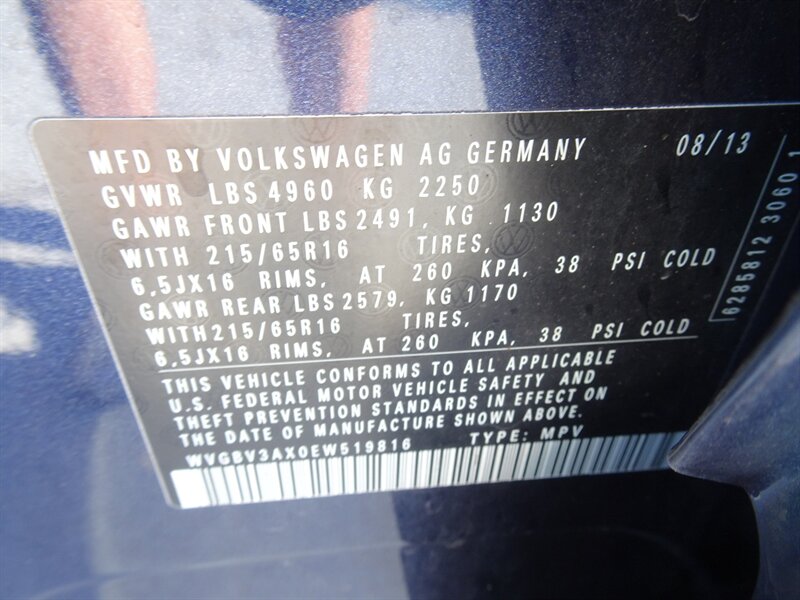 MFD BY VOLKSWAGEN AG GERMANY 08/13
GVWR LBS 4960 KG 2250
GAWR FRONT LBS 2491, KG 1130
WITH 215/65R16 TIRES,
6,5JX16 RIMS, AT 260 KPA, 38 PSI COLD
GAWR REAR LBS 2579, KG 1170
WITH 215/65R16 TIRES,
6,5JX16 RIMS, AT 260 KPA, 38 PSI COLD
THIS VEHICLE CONFORMS TO ALL APPLICABLE
U.S. FEDERAL MOTOR VEHICLE SAFETY AND
THEFT PREVENTION STANDARDS IN EFFECT ON
THE DATE OF MANUFACTURE SHOWN ABOVE.
WVGBV3AX0EW519816 TYPE: MPV
6285812 3060 1